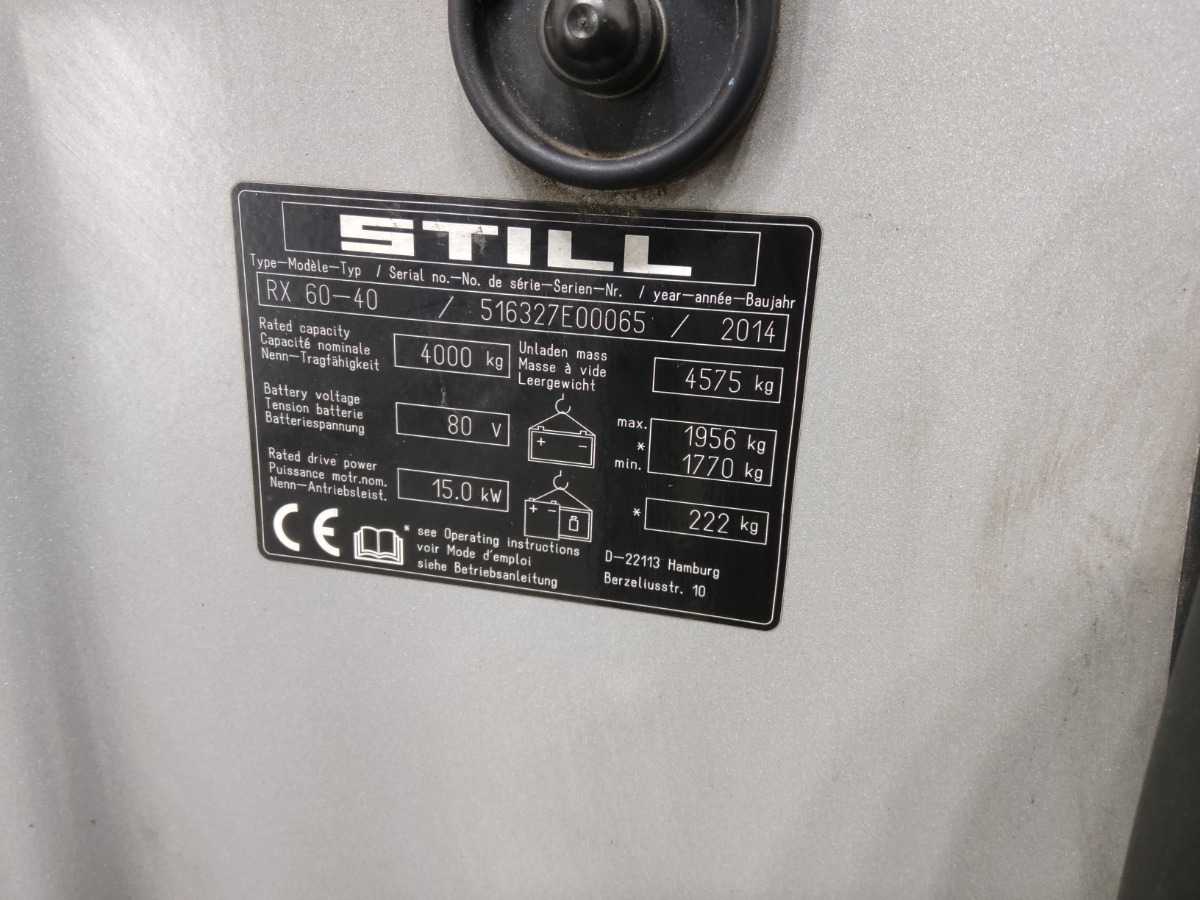 STILL
Type–Modèle–Typ / Serial no.–No. de série–Serien–Nr. / year–année–Baujahr
RX 60–40 / 516327E00065 / 2014
Rated capacity
Capacité nominale
Nenn–Tragfähigkeit
4000 kg
Unladen mass
Masse à vide
Leergewicht
4575 kg
Battery voltage
Tension batterie
Batteriespannung
80 V
+ –
max.
*
min.
1956 kg
1770 kg
Rated drive power
Puissance motr.nom.
Nenn–Antriebsleist.
15.0 kW
+ –
* 222 kg
CE
* see Operating instructions
voir Mode d'emploi
siehe Betriebsanleitung
D–22113 Hamburg
Berzeliusstr. 10